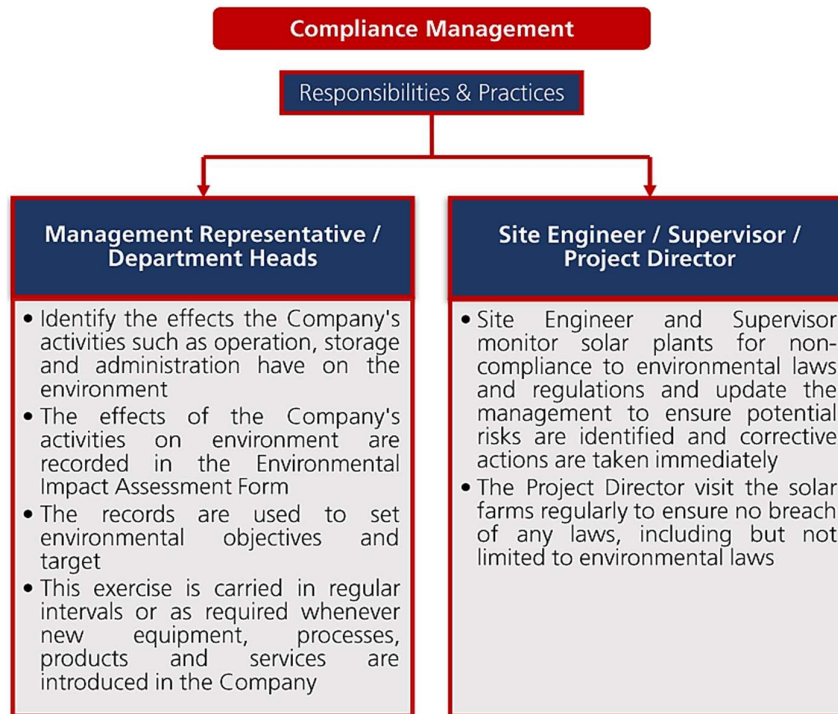 Compliance Management
Responsibilities & Practices
Management Representative /
Department Heads
• Identify the effects the Company's
activities such as operation, storage
and administration have on the
environment
• The effects of the Company's
activities on environment are
recorded in the Environmental
Impact Assessment Form
• The records are used to set
environmental objectives and
target
• This exercise is carried in regular
intervals or as required whenever
new equipment, processes,
products and services are
introduced in the Company
Site Engineer / Supervisor /
Project Director
• Site Engineer and Supervisor
monitor solar plants for non-
compliance to environmental laws
and regulations and update the
management to ensure potential
risks are identified and corrective
actions are taken immediately
• The Project Director visit the solar
farms regularly to ensure no breach
of any laws, including but not
limited to environmental laws